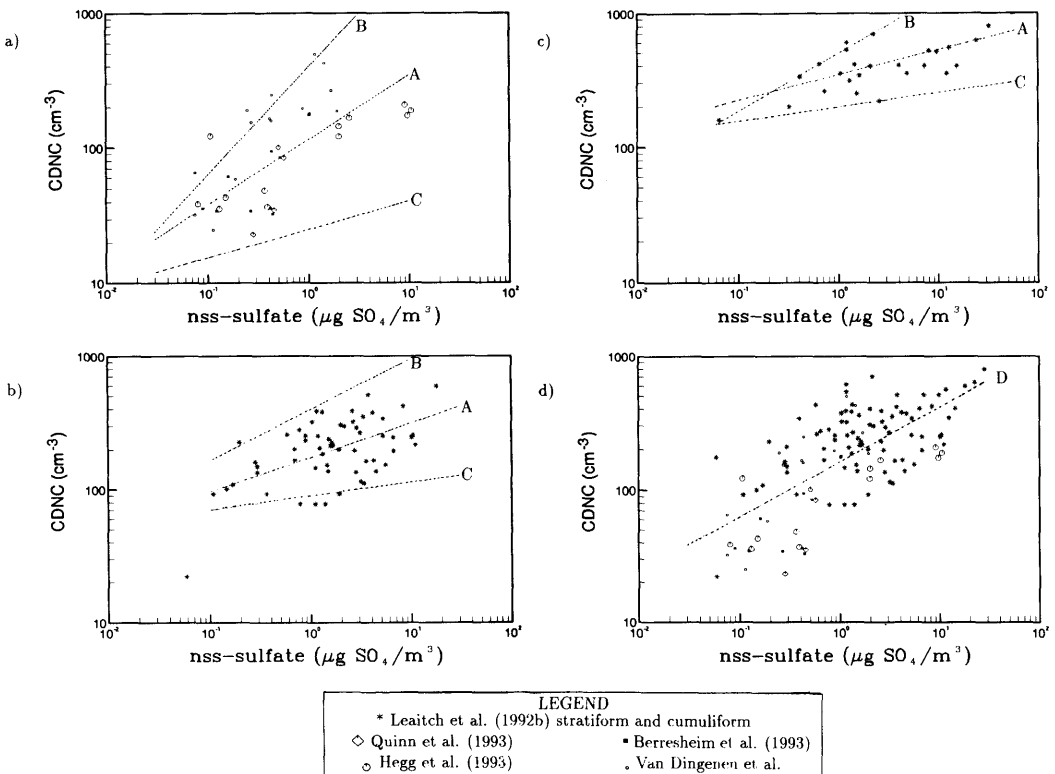 a)
1000
100
10
CDNC (cm⁻³)
B
A
C
10⁻²
10⁻¹
10⁰
10¹
10²
nss-sulfate (μg SO₄/m³)
c)
1000
100
10
CDNC (cm⁻³)
B
A
C
10⁻²
10⁻¹
10⁰
10¹
10²
nss-sulfate (μg SO₄/m³)
b)
1000
100
10
CDNC (cm⁻³)
B
A
C
10⁻²
10⁻¹
10⁰
10¹
10²
nss-sulfate (μg SO₄/m³)
d)
1000
100
10
CDNC (cm⁻³)
D
10⁻²
10⁻¹
10⁰
10¹
10²
nss-sulfate (μg SO₄/m³)
LEGEND
* Leaitch et al. (1992b) stratiform and cumuliform
Quinn et al. (1993)
Berresheim et al. (1993)
Hegg et al. (1993)
Van Dingenen et al.